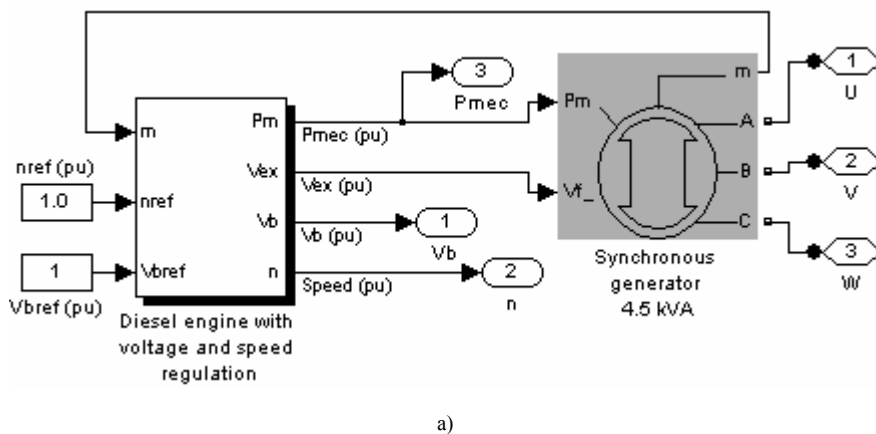 m
nref (pu)
1.0
nref
1
Vbref
Vbref (pu)
Pm
Vex
Vb
n
Diesel engine with
voltage and speed
regulation
Pmec (pu)
Vex (pu)
Vb (pu)
Speed (pu)
3
Pmec
1
Vb
2
n
Pm
Vf_
m
A
B
C
Synchronous
generator
4.5 kVA
1
U
2
V
3
W
a)